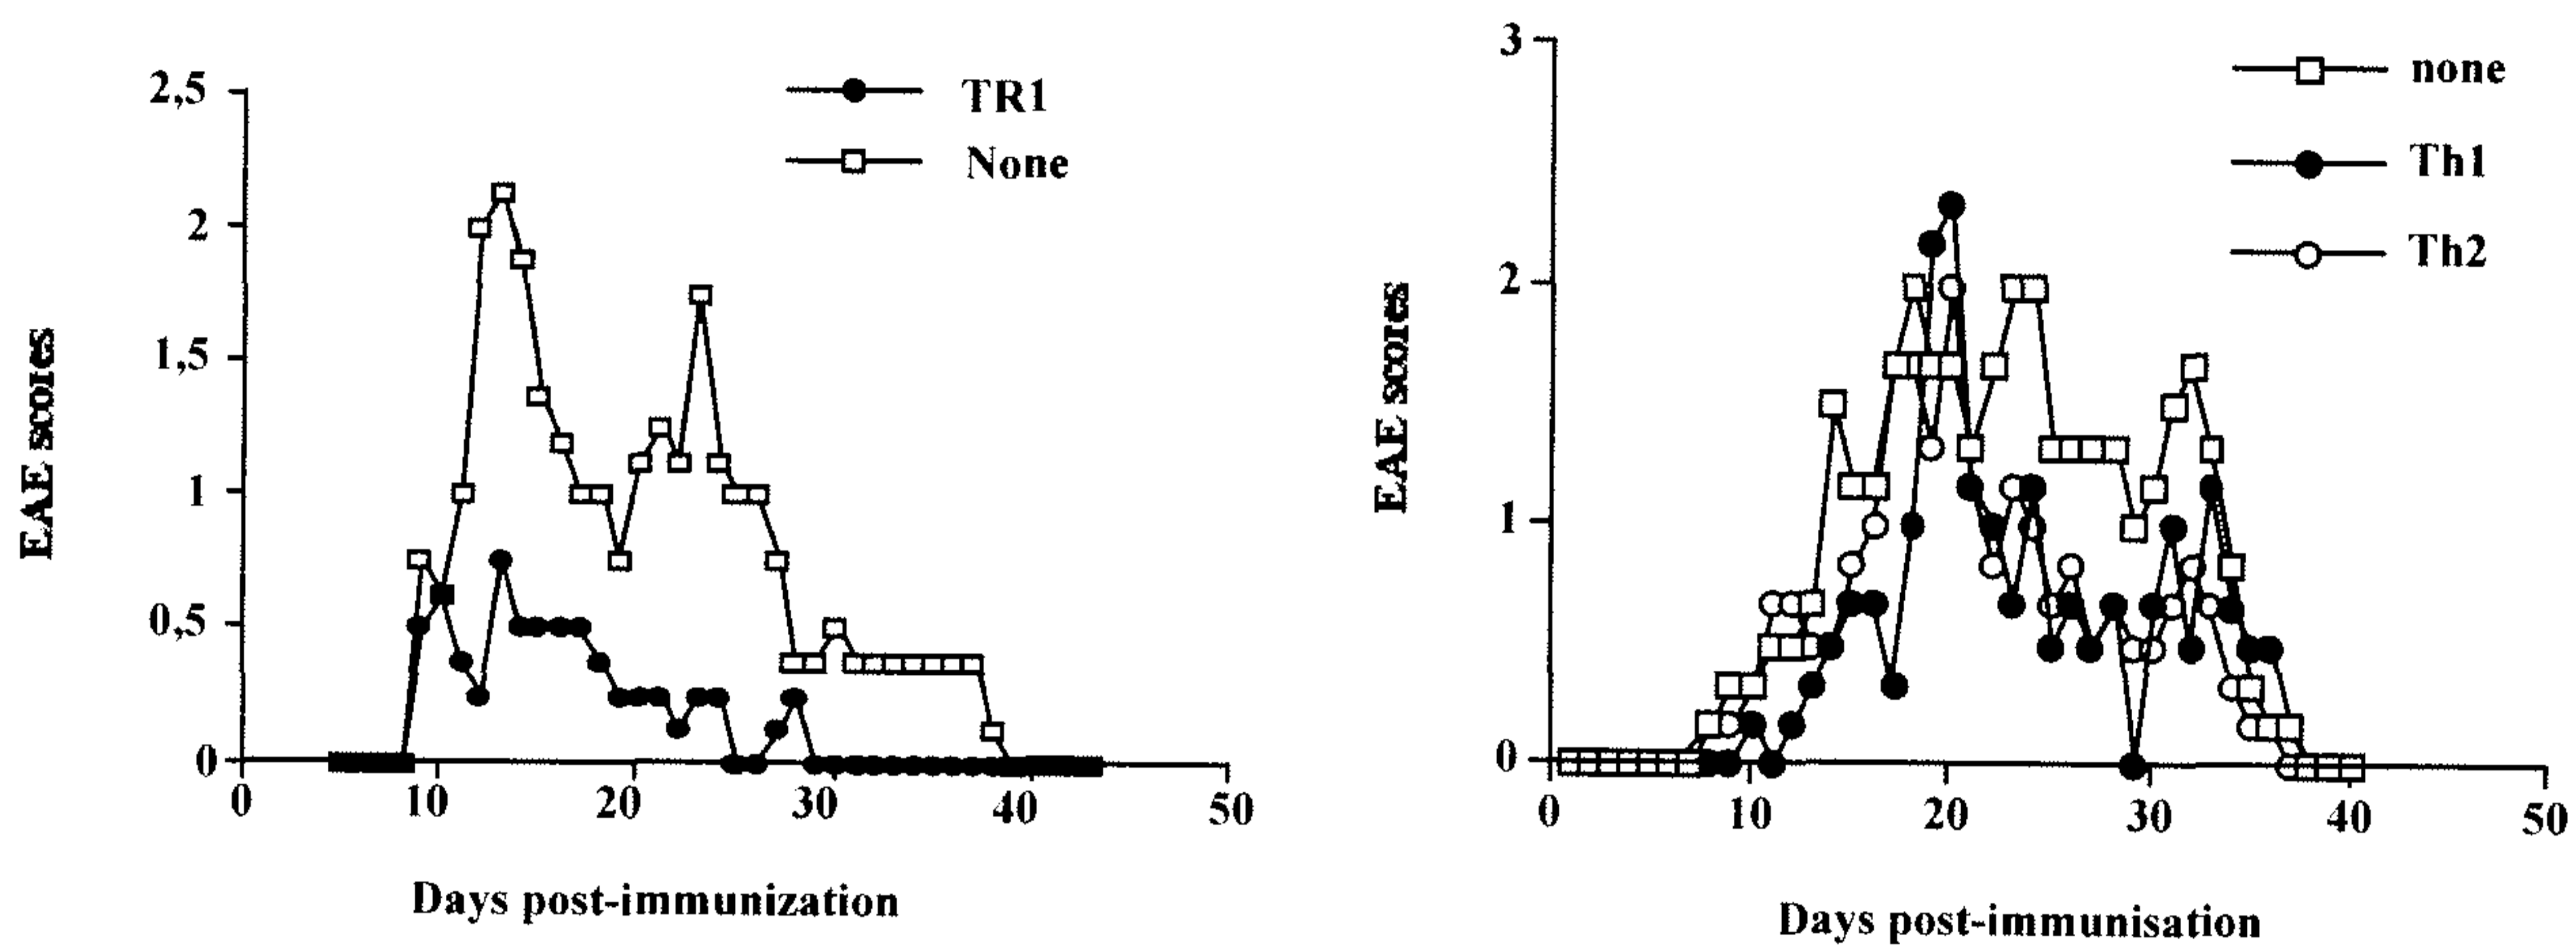 2,5
2
1,5
1
0,5
0
0 10 20 30 40 50
EAE scores
Days post-immunization
TR1
None
3
2
1
0
0 10 20 30 40 50
EAE scores
Days post-immunisation
none
Th1
Th2